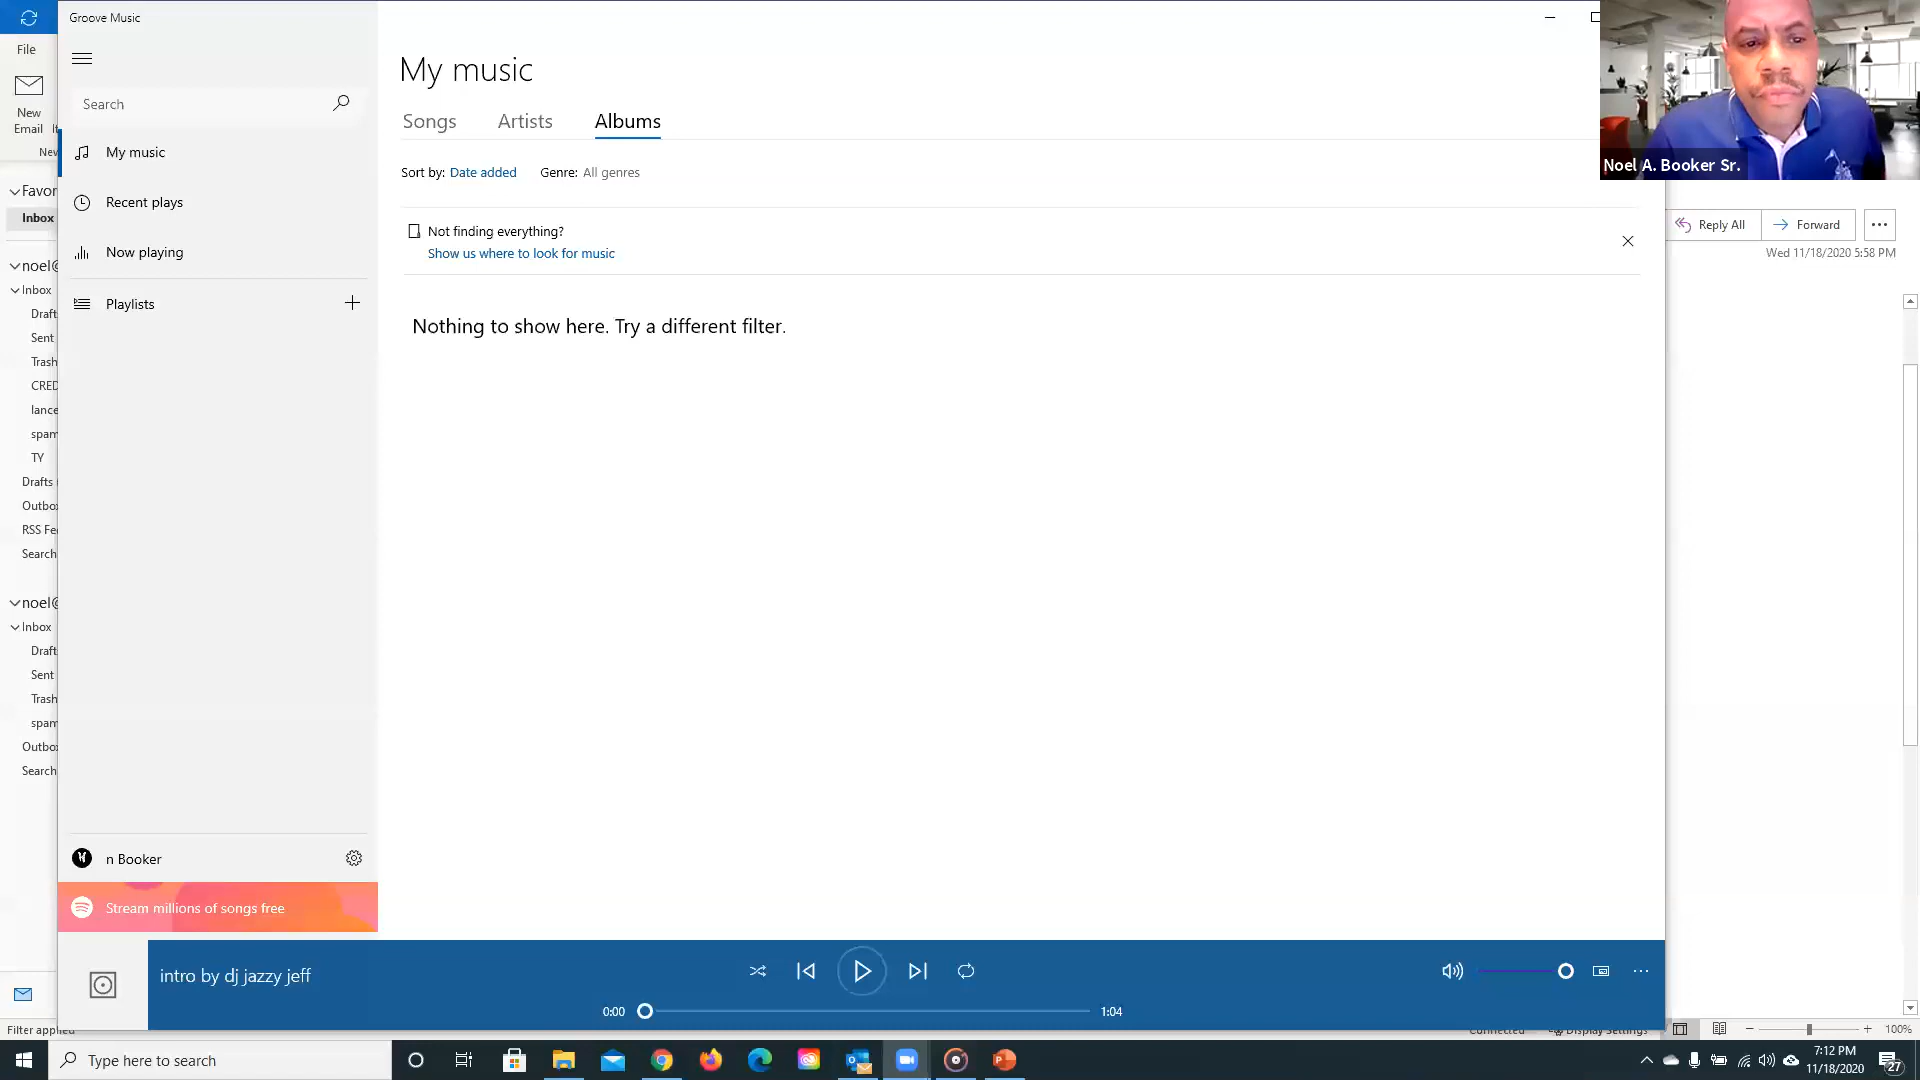 Groove Music
File
Search
New
Email
New
My music
Recent plays
Now playing
Playlists
Favor
Inbox
noel@
Inbox
Draft
Sent
Trash
CRED
lance
spam
TY
Drafts
Outbo
RSS Fe
Search
noel@
Inbox
Draft
Sent
Trash
spam
Outbo
Search
n Booker
Stream millions of songs free
My music
Songs
Artists
Albums
Sort by: Date added
Genre: All genres
Not finding everything?
Show us where to look for music
Nothing to show here. Try a different filter.
Noel A. Booker Sr.
Reply All
Forward
Wed 11/18/2020 5:58 PM
intro by dj jazzy jeff
0:00
1:04
Filter applied
Connected
Display Settings
100%
Type here to search
7:12 PM
11/18/2020
27